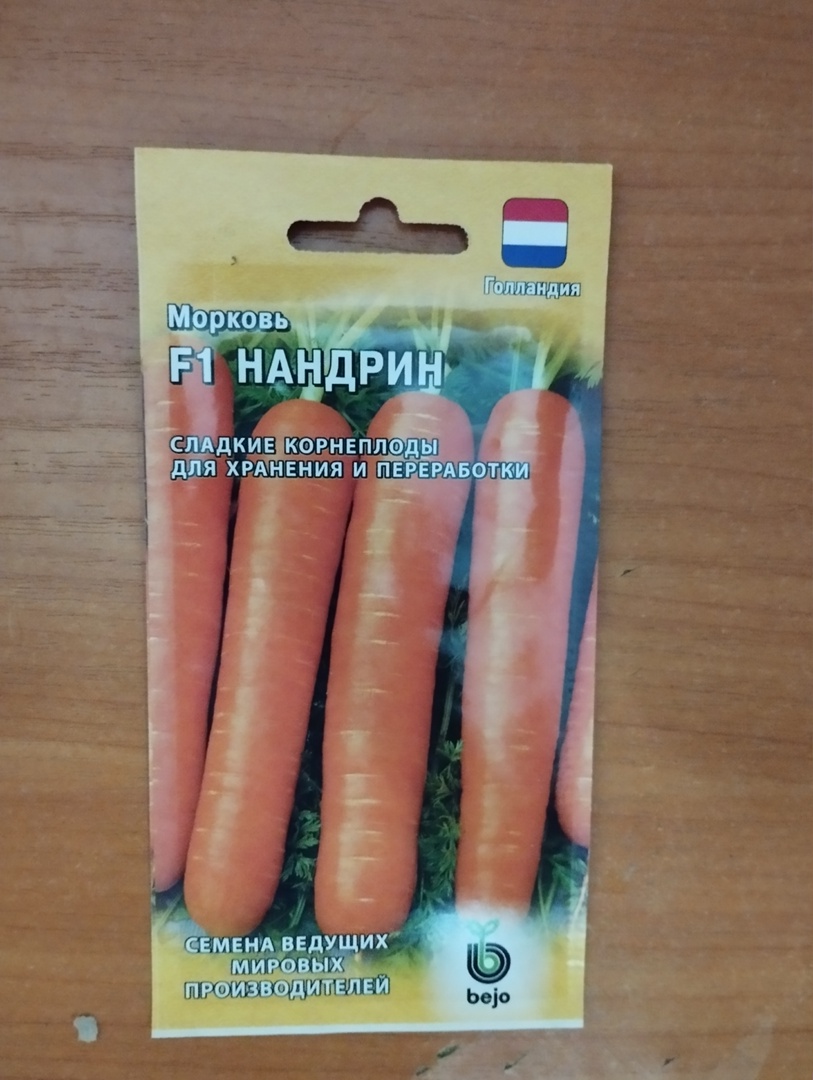 Голландия
Морковь
F1 НАНДРИН
СЛАДКИЕ КОРНЕПЛОДЫ
ДЛЯ ХРАНЕНИЯ И ПЕРЕРАБОТКИ
СЕМЕНА ВЕДУЩИХ
МИРОВЫХ
ПРОИЗВОДИТЕЛЕЙ
bejo